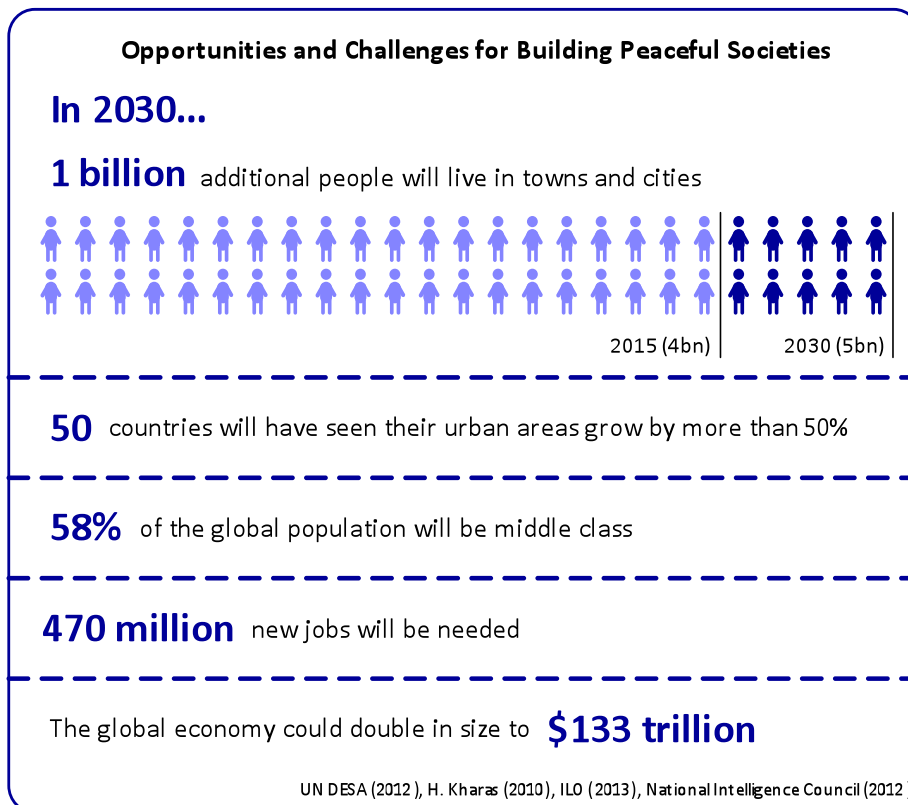 Opportunities and Challenges for Building Peaceful Societies
In 2030...
1 billion additional people will live in towns and cities
2015 (4bn) 2030 (5bn)
50 countries will have seen their urban areas grow by more than 50%
58% of the global population will be middle class
470 million new jobs will be needed
The global economy could double in size to $133 trillion
UN DESA (2012), H. Kharas (2010), ILO (2013), National Intelligence Council (2012)